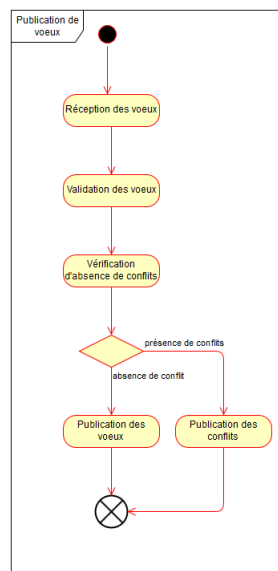 Publication de
voeux
Réception des voeux
Validation des voeux
Vérification
d'absence de conflits
présence de conflits
absence de conflit
Publication des
voeux
Publication des
conflits